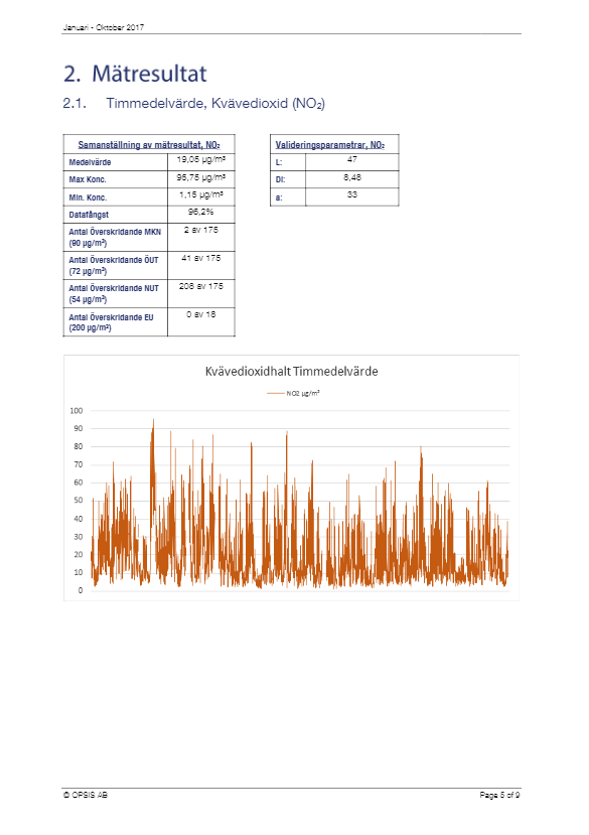 Januari - Oktober 2017
2. Mätresultat
2.1. Timmedelvärde, Kvävedioxid (NO₂)
Samanställning av mätresultat, NO₂
Medelvärde 19,05 µg/m³
Max Konc. 95,75 µg/m³
Min. Konc. 1,15 µg/m³
Datafångst 96,2%
Antal Överskridande MKN 2 av 175
(90 µg/m³)
Antal Överskridande ÖUT 41 av 175
(72 µg/m³)
Antal Överskridande NUT 208 av 175
(54 µg/m³)
Antal Överskridande EU 0 av 18
(200 µg/m³)
Valideringsparametrar, NO₂
L: 47
DI: 8,48
a: 33
Kvävedioxidhalt Timmedelvärde
NO2 µg/m³
100
90
80
70
60
50
40
30
20
10
0
© OPSIS AB
Page 5 of 9